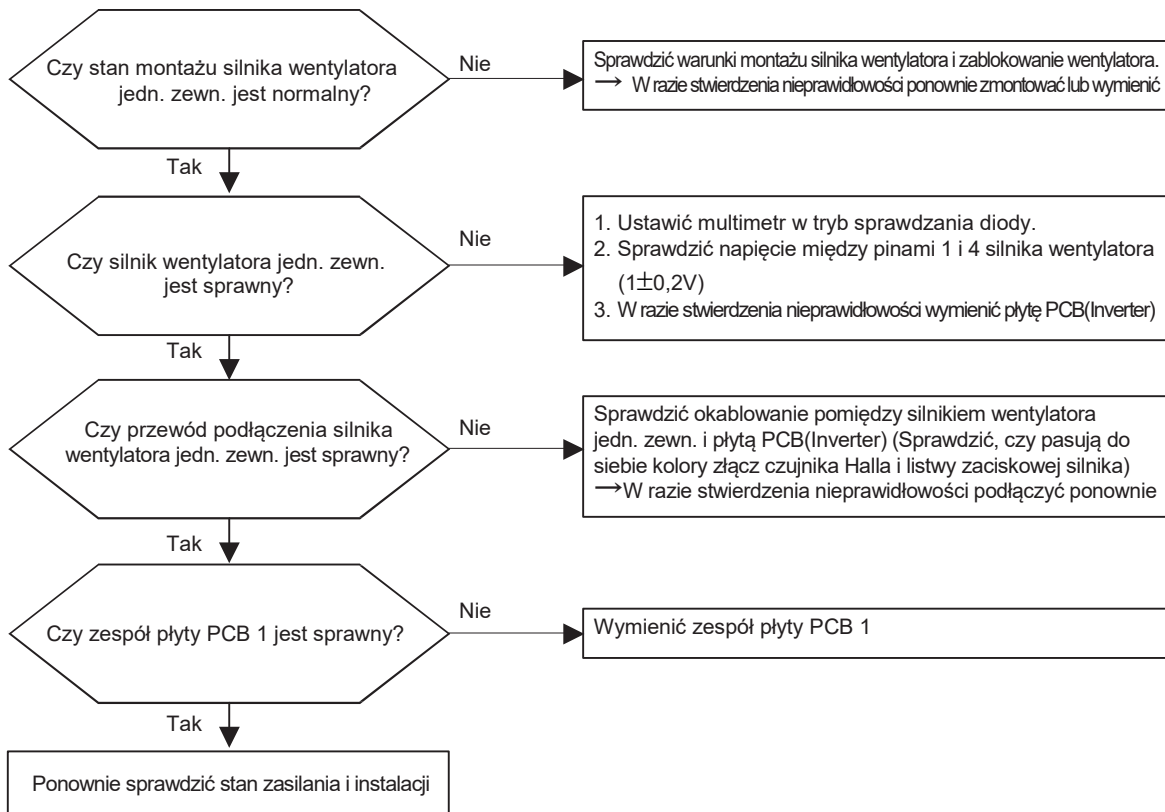 Czy stan montażu silnika wentylatora
jedn. zewn. jest normalny?
Nie
Sprawdzić warunki montażu silnika wentylatora i zablokowanie wentylatora.
→ W razie stwierdzenia nieprawidłowości ponownie zmontować lub wymienić
Tak
Czy silnik wentylatora jedn. zewn.
jest sprawny?
Nie
1. Ustawić multimetr w tryb sprawdzania diody.
2. Sprawdzić napięcie między pinami 1 i 4 silnika wentylatora
(1±0,2V)
3. W razie stwierdzenia nieprawidłowości wymienić płytę PCB(Inverter)
Tak
Czy przewód podłączenia silnika
wentylatora jedn. zewn. jest sprawny?
Nie
Sprawdzić okablowanie pomiędzy silnikiem wentylatora
jedn. zewn. i płytą PCB(Inverter) (Sprawdzić, czy pasują do
siebie kolory złącz czujnika Halla i listwy zaciskowej silnika)
→W razie stwierdzenia nieprawidłowości podłączyć ponownie
Tak
Czy zespół płyty PCB 1 jest sprawny?
Nie
Wymienić zespół płyty PCB 1
Tak
Ponownie sprawdzić stan zasilania i instalacji